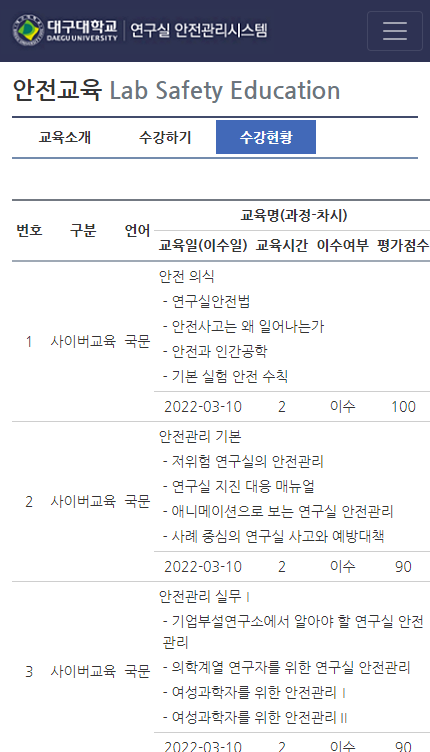 대구대학교
DAEGU UNIVERSITY
연구실 안전관리시스템
안전교육 Lab Safety Education
교육소개 수강하기 수강현황
번호 구분 언어 교육명(과정-차시)
교육일(이수일) 교육시간 이수여부 평가점수
1 사이버교육 국문
안전 의식
- 연구실안전법
- 안전사고는 왜 일어나는가
- 안전과 인간공학
- 기본 실험 안전 수칙
2022-03-10 2 이수 100
2 사이버교육 국문
안전관리 기본
- 저위험 연구실의 안전관리
- 연구실 지진 대응 매뉴얼
- 애니메이션으로 보는 연구실 안전관리
- 사례 중심의 연구실 사고와 예방대책
2022-03-10 2 이수 90
3 사이버교육 국문
안전관리 실무 I
- 기업부설연구소에서 알아야 할 연구실 안전
관리
- 의학계열 연구자를 위한 연구실 안전관리
- 여성과학자를 위한 안전관리 I
- 여성과학자를 위한 안전관리 II
2022-03-10 2 이수 90